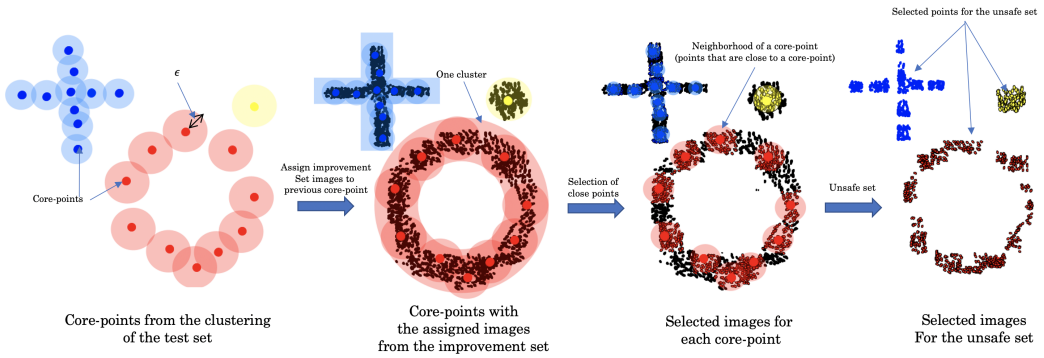 ϵ
Core-points
Core-points from the clustering
of the test set
Assign improvement
Set images to
previous core-point
One cluster
Core-points with
the assigned images
from the improvement set
Selection of
close points
Neighborhood of a core-point
(points that are close to a core-point)
Selected images for
each core-point
Unsafe set
Selected points for the unsafe set
Selected images
For the unsafe set